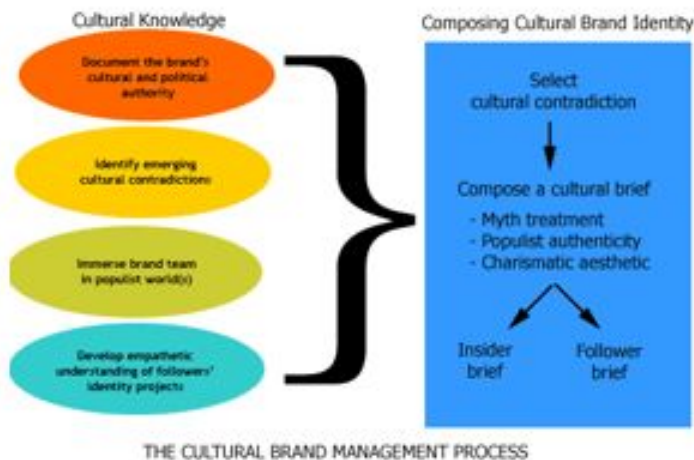 Cultural Knowledge
Document the brand's
cultural and political
authority
Identify emerging
cultural contradictions
Immerse brand team
in populist world(s)
Develop empathetic
understanding of followers'
identity projects
Composing Cultural Brand Identity
Select
cultural contradiction
Compose a cultural brief
- Myth treatment
- Populist authenticity
- Charismatic aesthetic
Insider
brief
Follower
brief
THE CULTURAL BRAND MANAGEMENT PROCESS